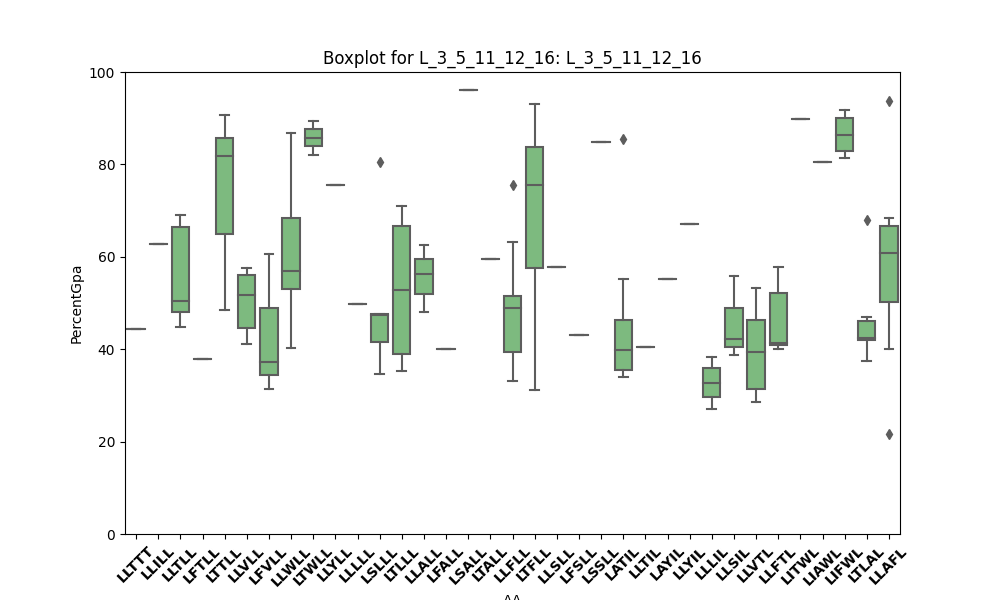 Boxplot for L_3_5_11_12_16: L_3_5_11_12_16
100
80
60
40
20
0
PercentGpa
LLTTT LLILL LLTLL LFTLL LTTLL LLVLL LFVLL LLWLL LTWLL LLYLL LLLLL LSLLL LTLLL LLALL LFALL LSALL LTALL LLFLL LTFLL LLSLL LFSLL LSSLL LATIL LLTIL LAYIL LLYIL LLLIL LLSIL LLVTL LLFTL LITWL LIAWL LIFWL LTLAL LLAFL
AA